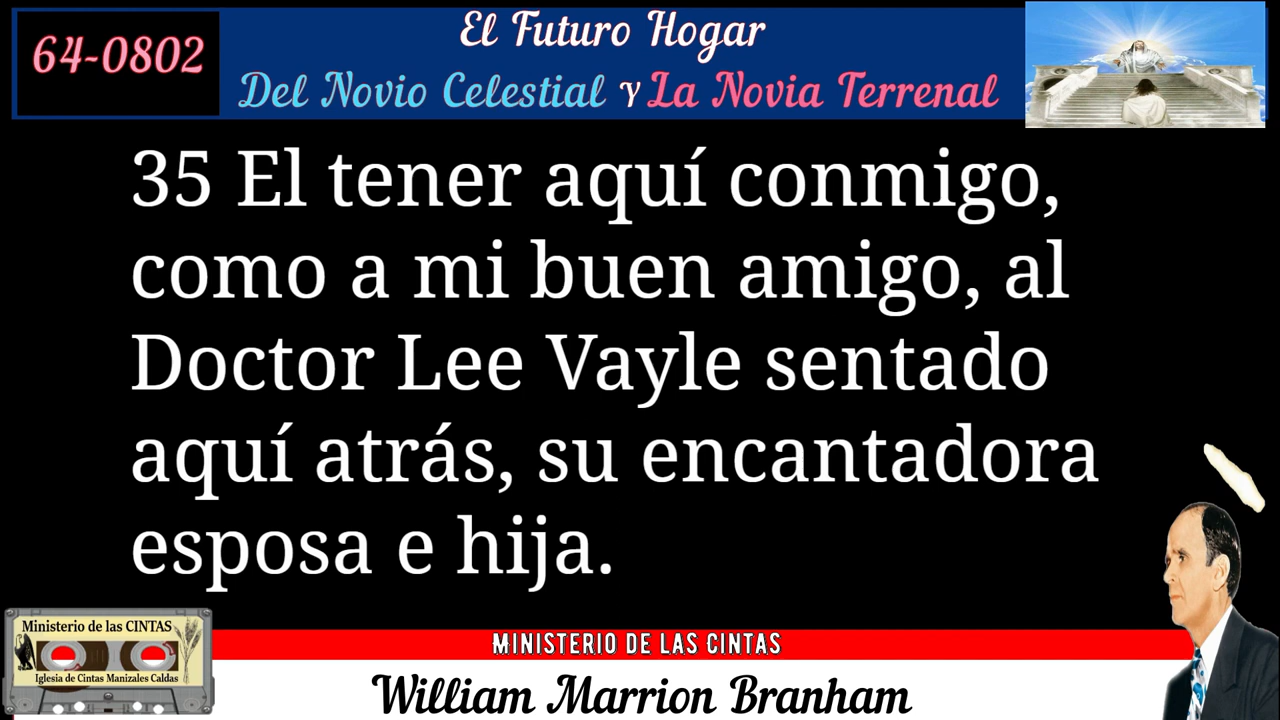 64-0802
El Futuro Hogar
Del Novio Celestial Y La Novia Terrenal
35 El tener aquí conmigo,
como a mi buen amigo, al
Doctor Lee Vayle sentado
aquí atrás, su encantadora
esposa e hija.
Ministerio de las CINTAS
Iglesia de Cintas Manizales Caldas
MINISTERIO DE LAS CINTAS
William Marrion Branham